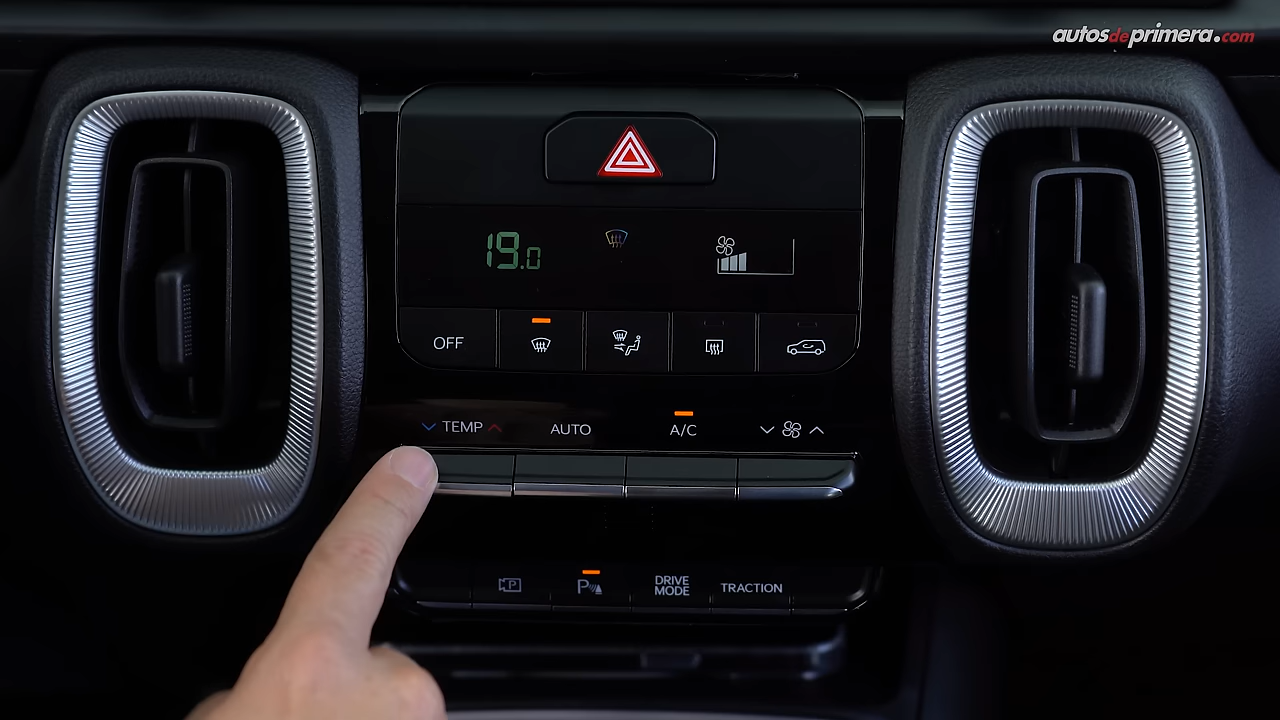 autosdeprimera.com
19.0
OFF
TEMP AUTO A/C
P P DRIVE MODE TRACTION